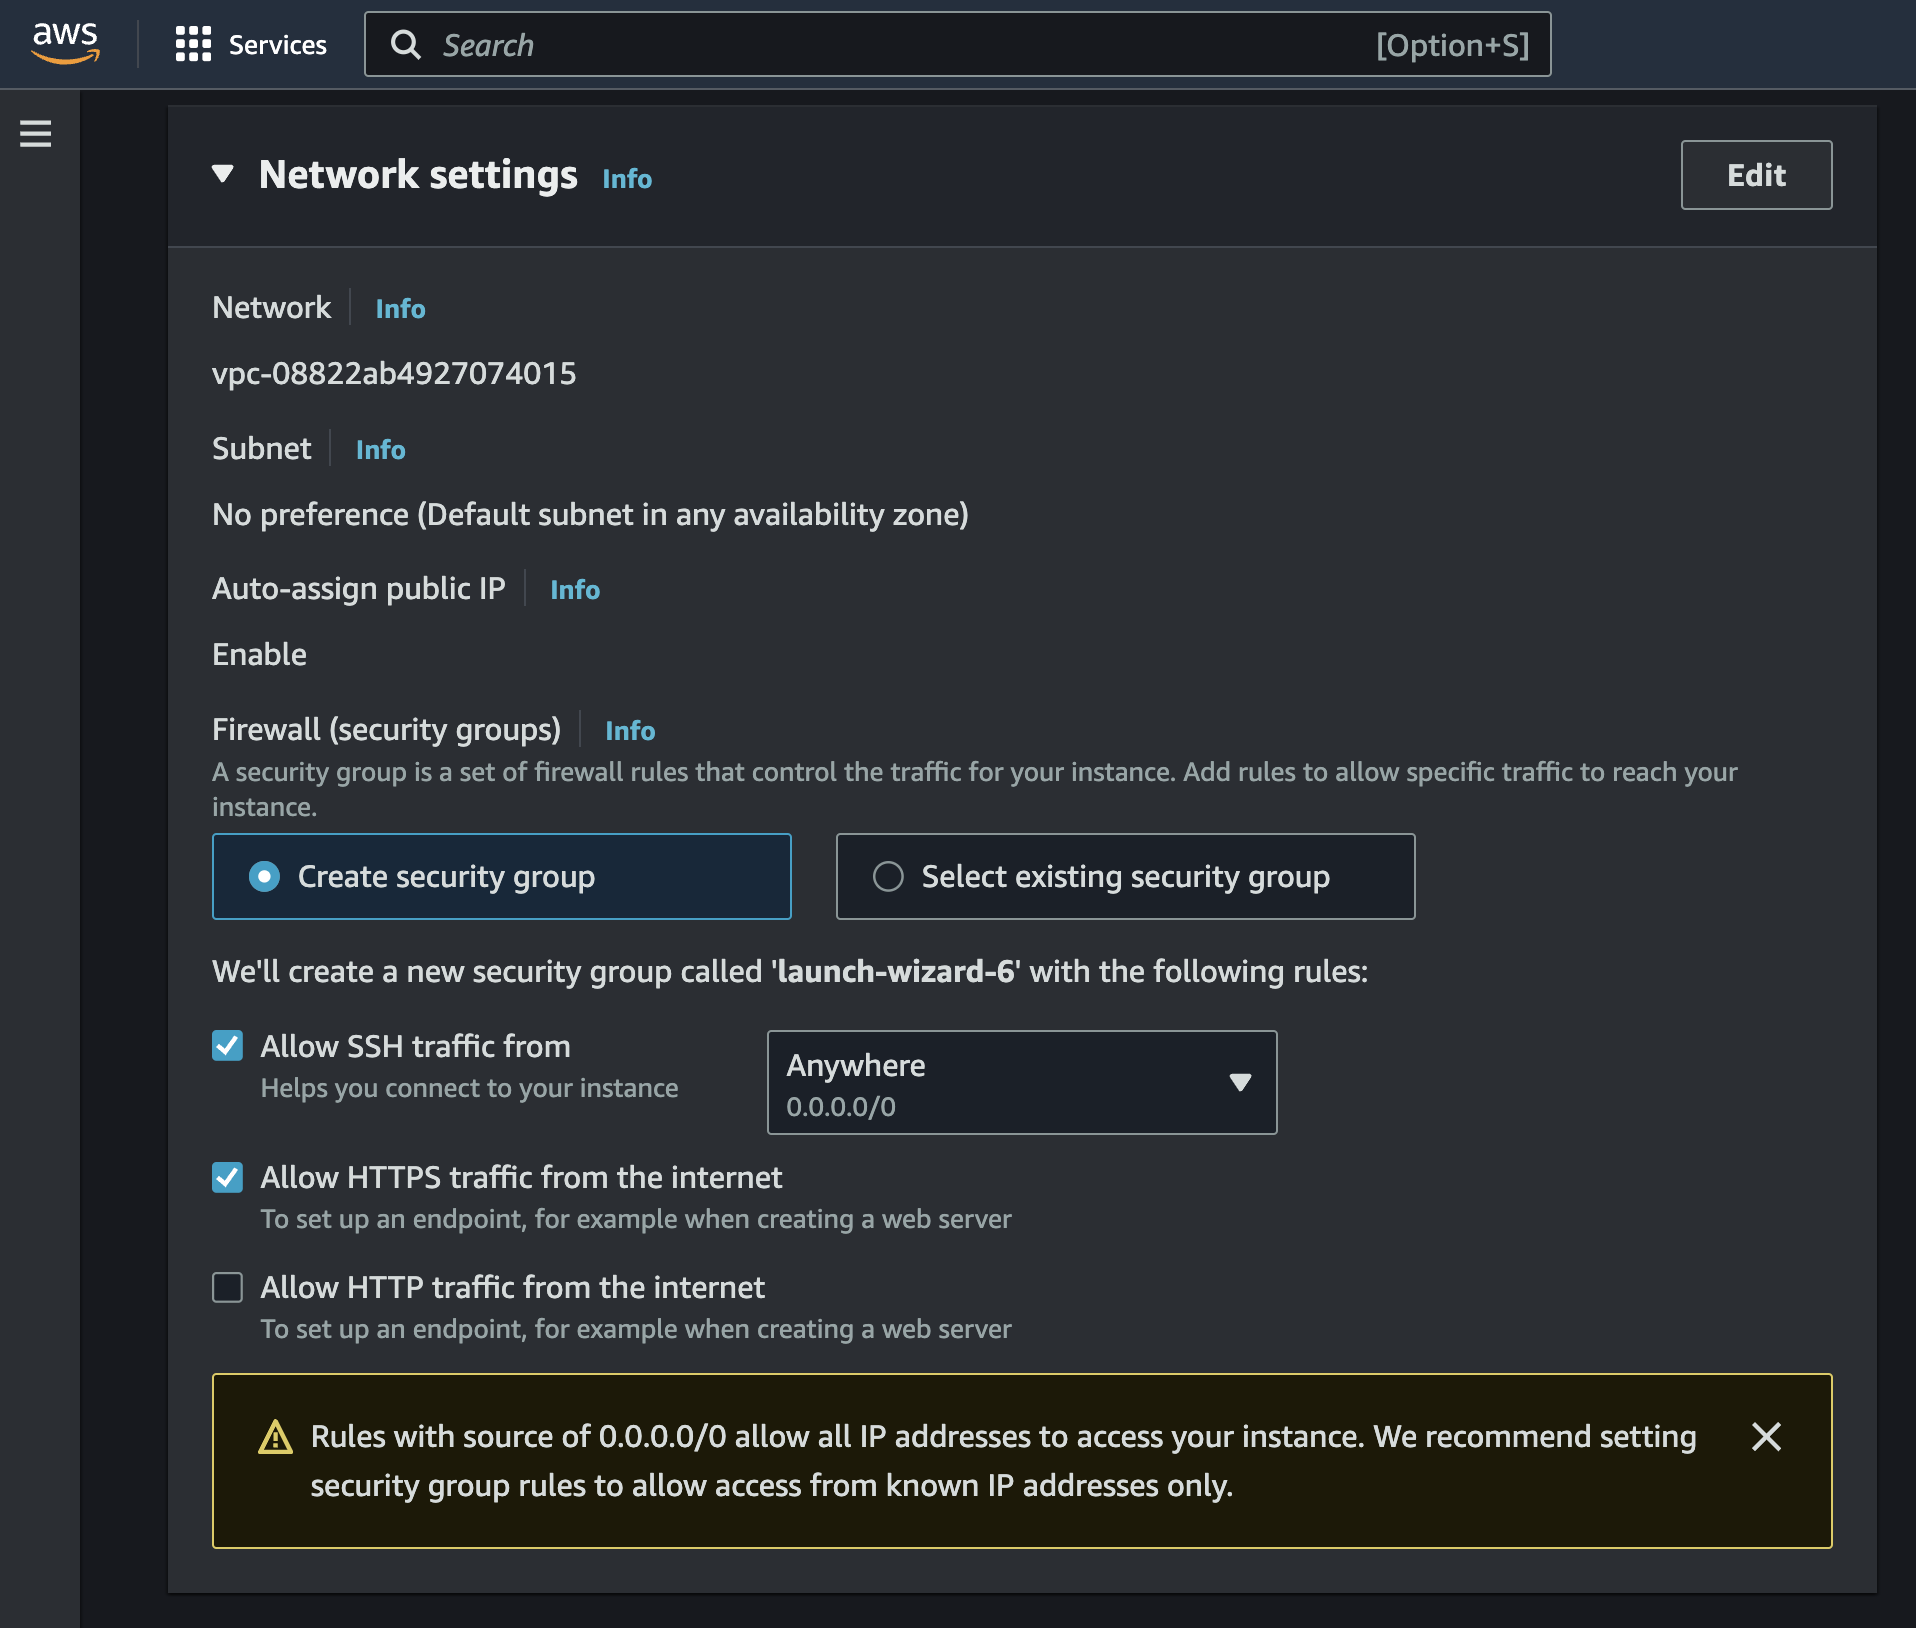 aws
Services
Search
[Option+S]
Network settings Info
Edit
Network Info
vpc-08822ab4927074015
Subnet Info
No preference (Default subnet in any availability zone)
Auto-assign public IP Info
Enable
Firewall (security groups) Info
A security group is a set of firewall rules that control the traffic for your instance. Add rules to allow specific traffic to reach your
instance.
Create security group
Select existing security group
We'll create a new security group called 'launch-wizard-6' with the following rules:
Allow SSH traffic from
Helps you connect to your instance
Anywhere
0.0.0.0/0
Allow HTTPS traffic from the internet
To set up an endpoint, for example when creating a web server
Allow HTTP traffic from the internet
To set up an endpoint, for example when creating a web server
Rules with source of 0.0.0.0/0 allow all IP addresses to access your instance. We recommend setting
security group rules to allow access from known IP addresses only.